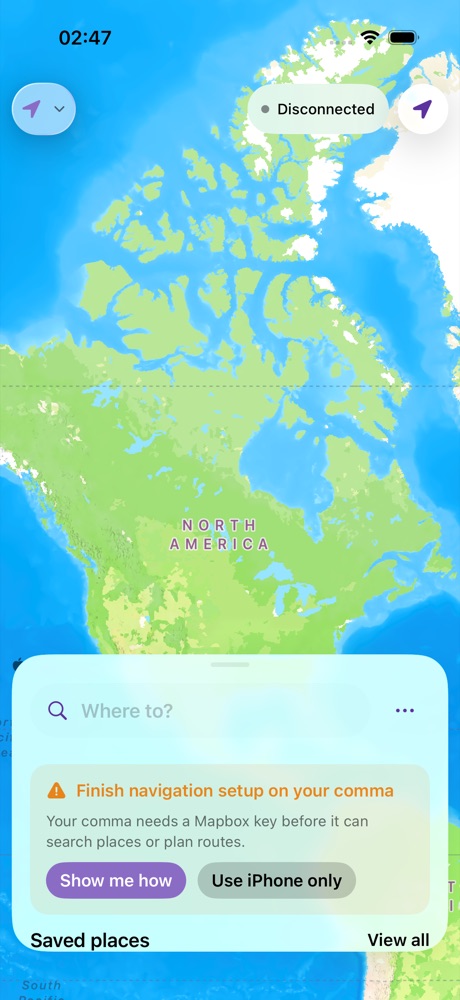 02:47
Disconnected
NORTH
AMERICA
Where to?
Finish navigation setup on your comma
Your comma needs a Mapbox key before it can
search places or plan routes.
Show me how
Use iPhone only
Saved places
View all
South